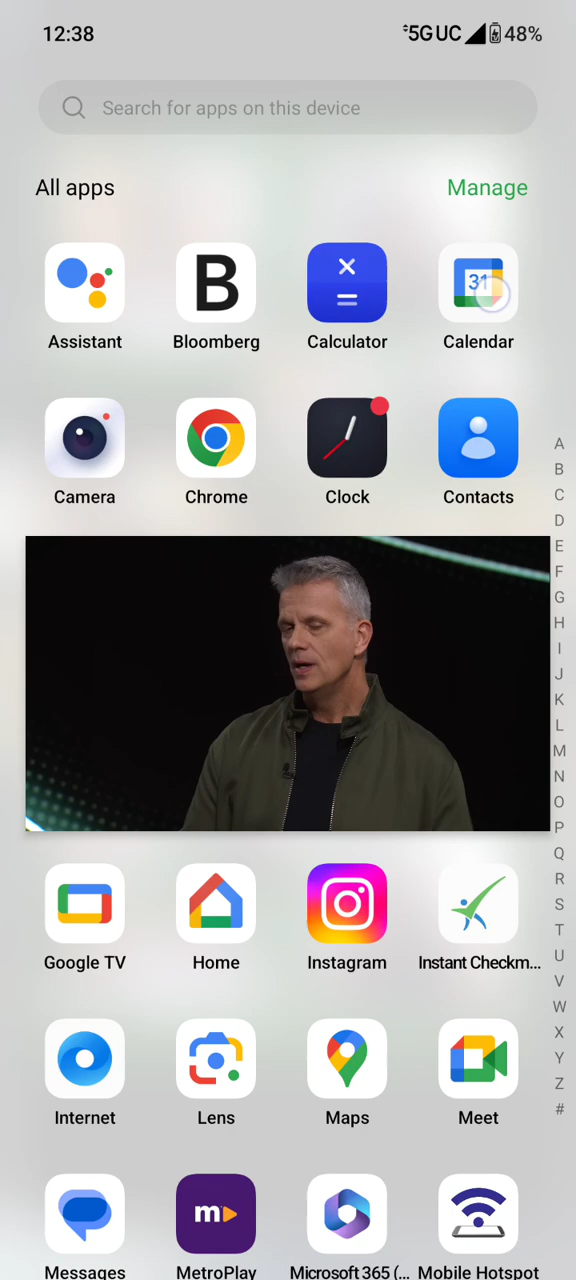 12:38 5G UC 48%
Search for apps on this device
All apps Manage
31
Assistant Bloomberg Calculator Calendar
Camera Chrome Clock Contacts
A
B
C
D
E
F
G
H
I
J
K
L
M
N
O
P
Q
R
S
T
U
V
W
X
Y
Z
#
Google TV Home Instagram Instant Checkm...
Internet Lens Maps Meet
m
Messages MetroPlay Microsoft 365 (... Mobile Hotspot